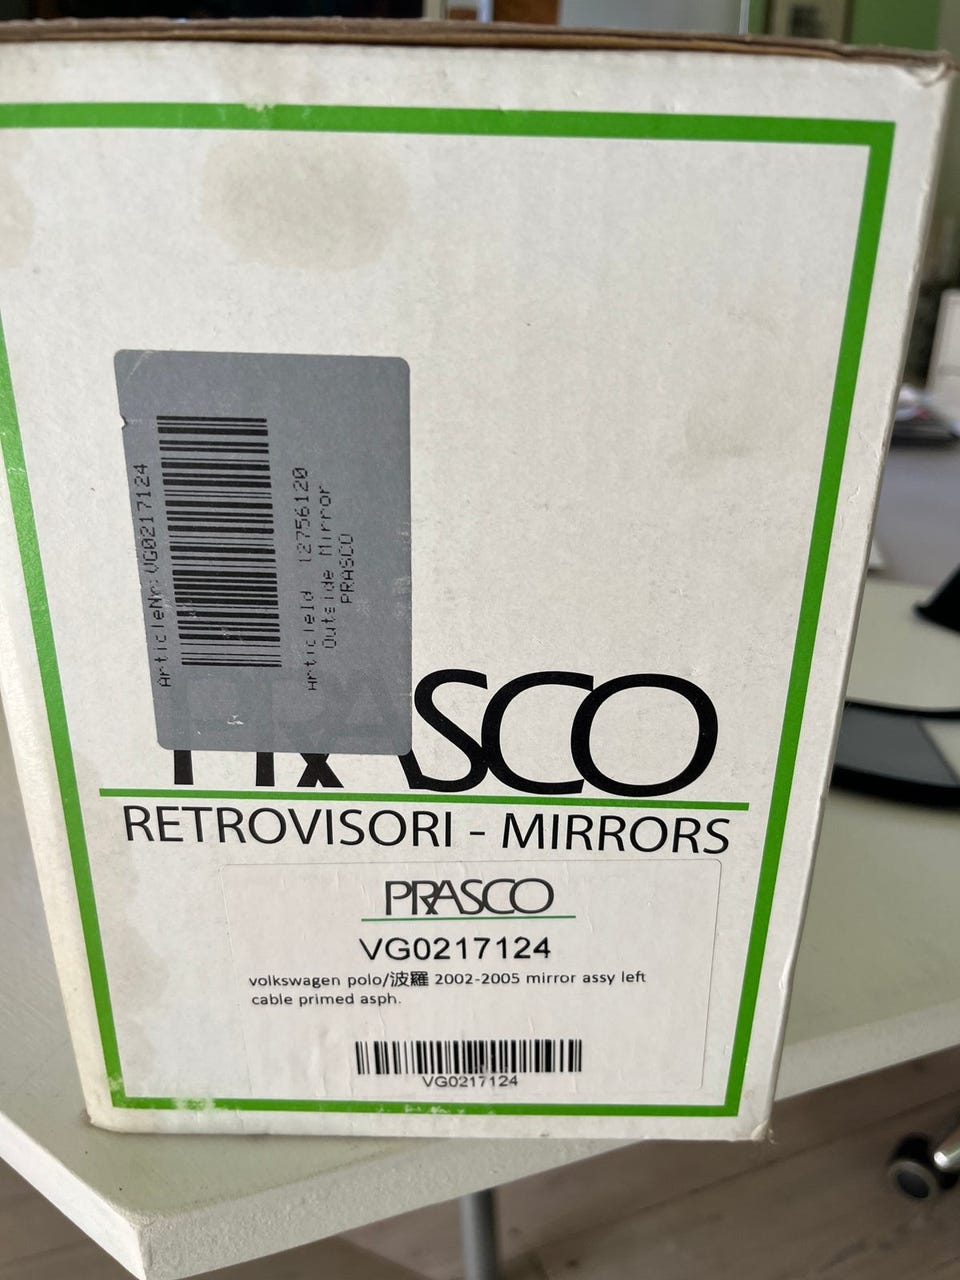 ArticleNr:VG0217124
ArticleId 12756120
Outside Mirror
PRASCO
PRASCO
RETROVISORI - MIRRORS
PRASCO
VG0217124
volkswagen polo/波羅 2002-2005 mirror assy left
cable primed asph.
VG0217124